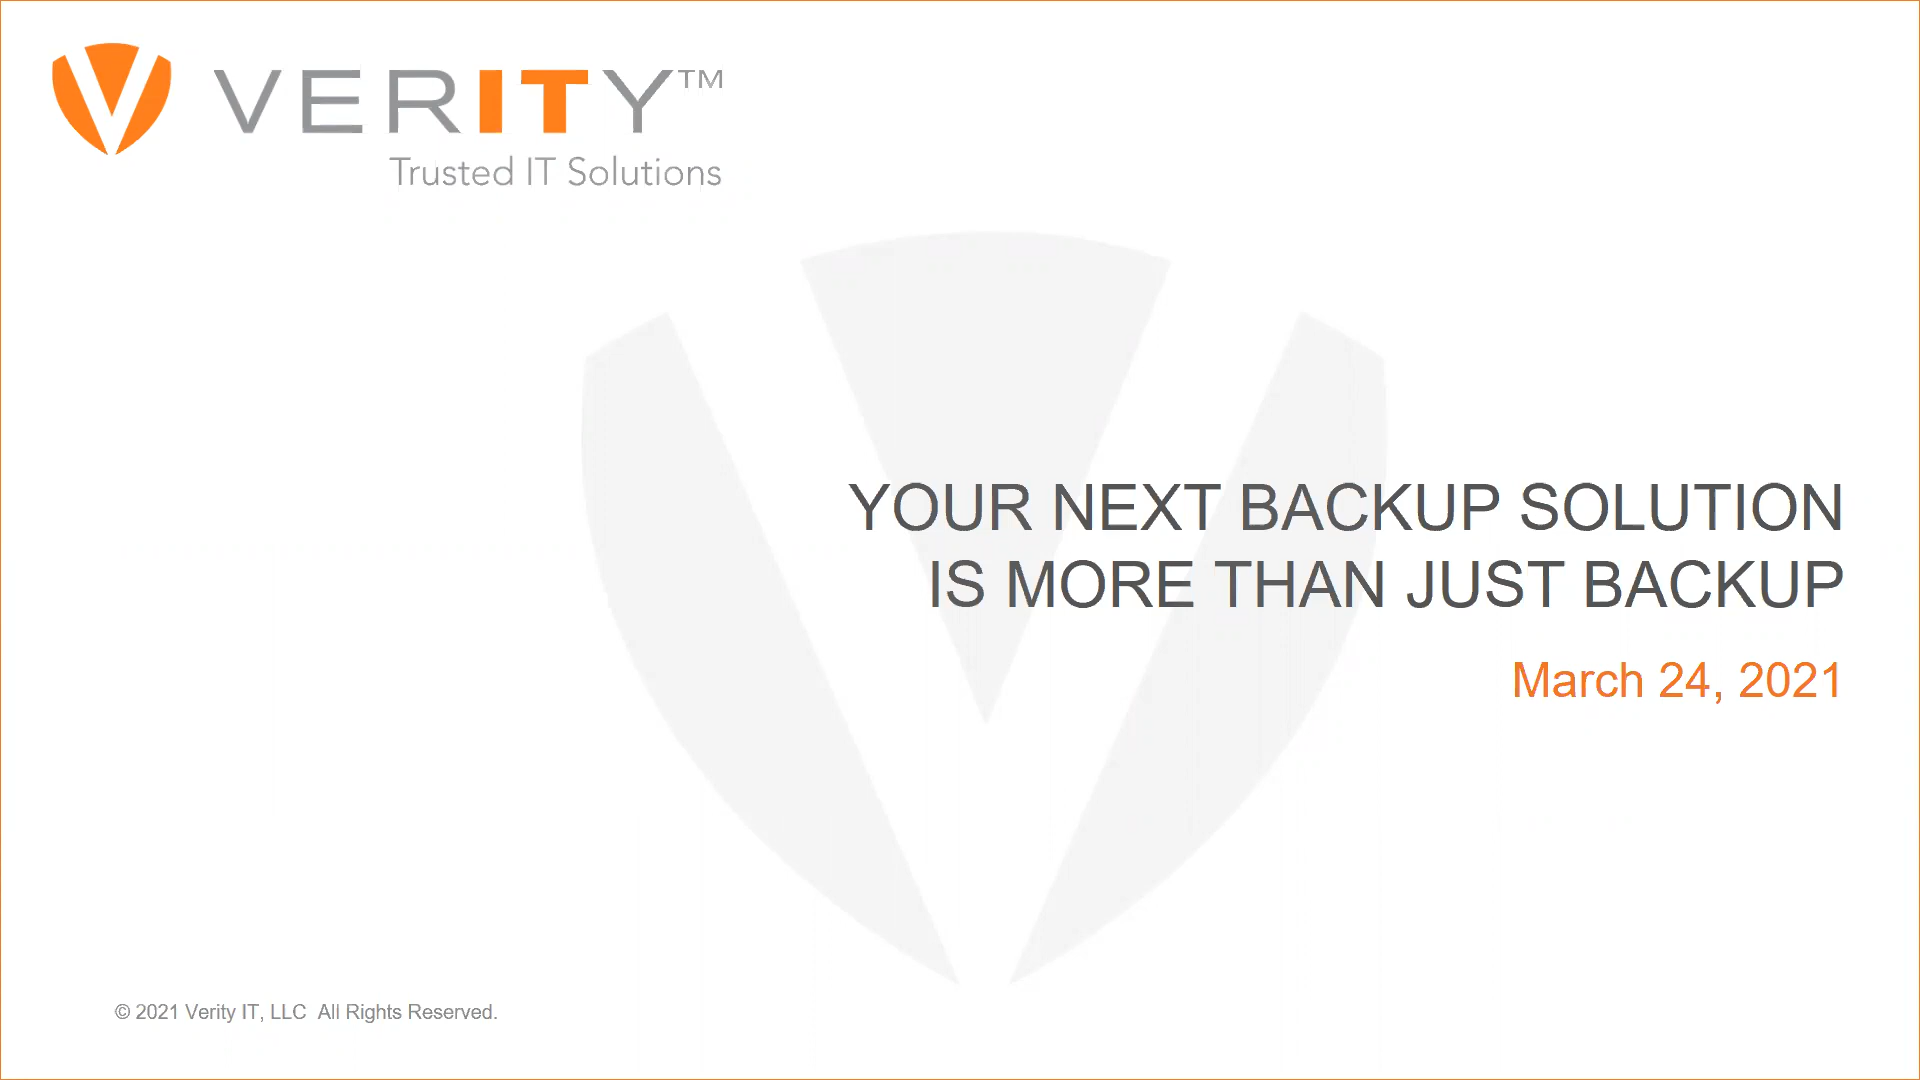 VERITY™
Trusted IT Solutions
YOUR NEXT BACKUP SOLUTION
IS MORE THAN JUST BACKUP
March 24, 2021
© 2021 Verity IT, LLC  All Rights Reserved.